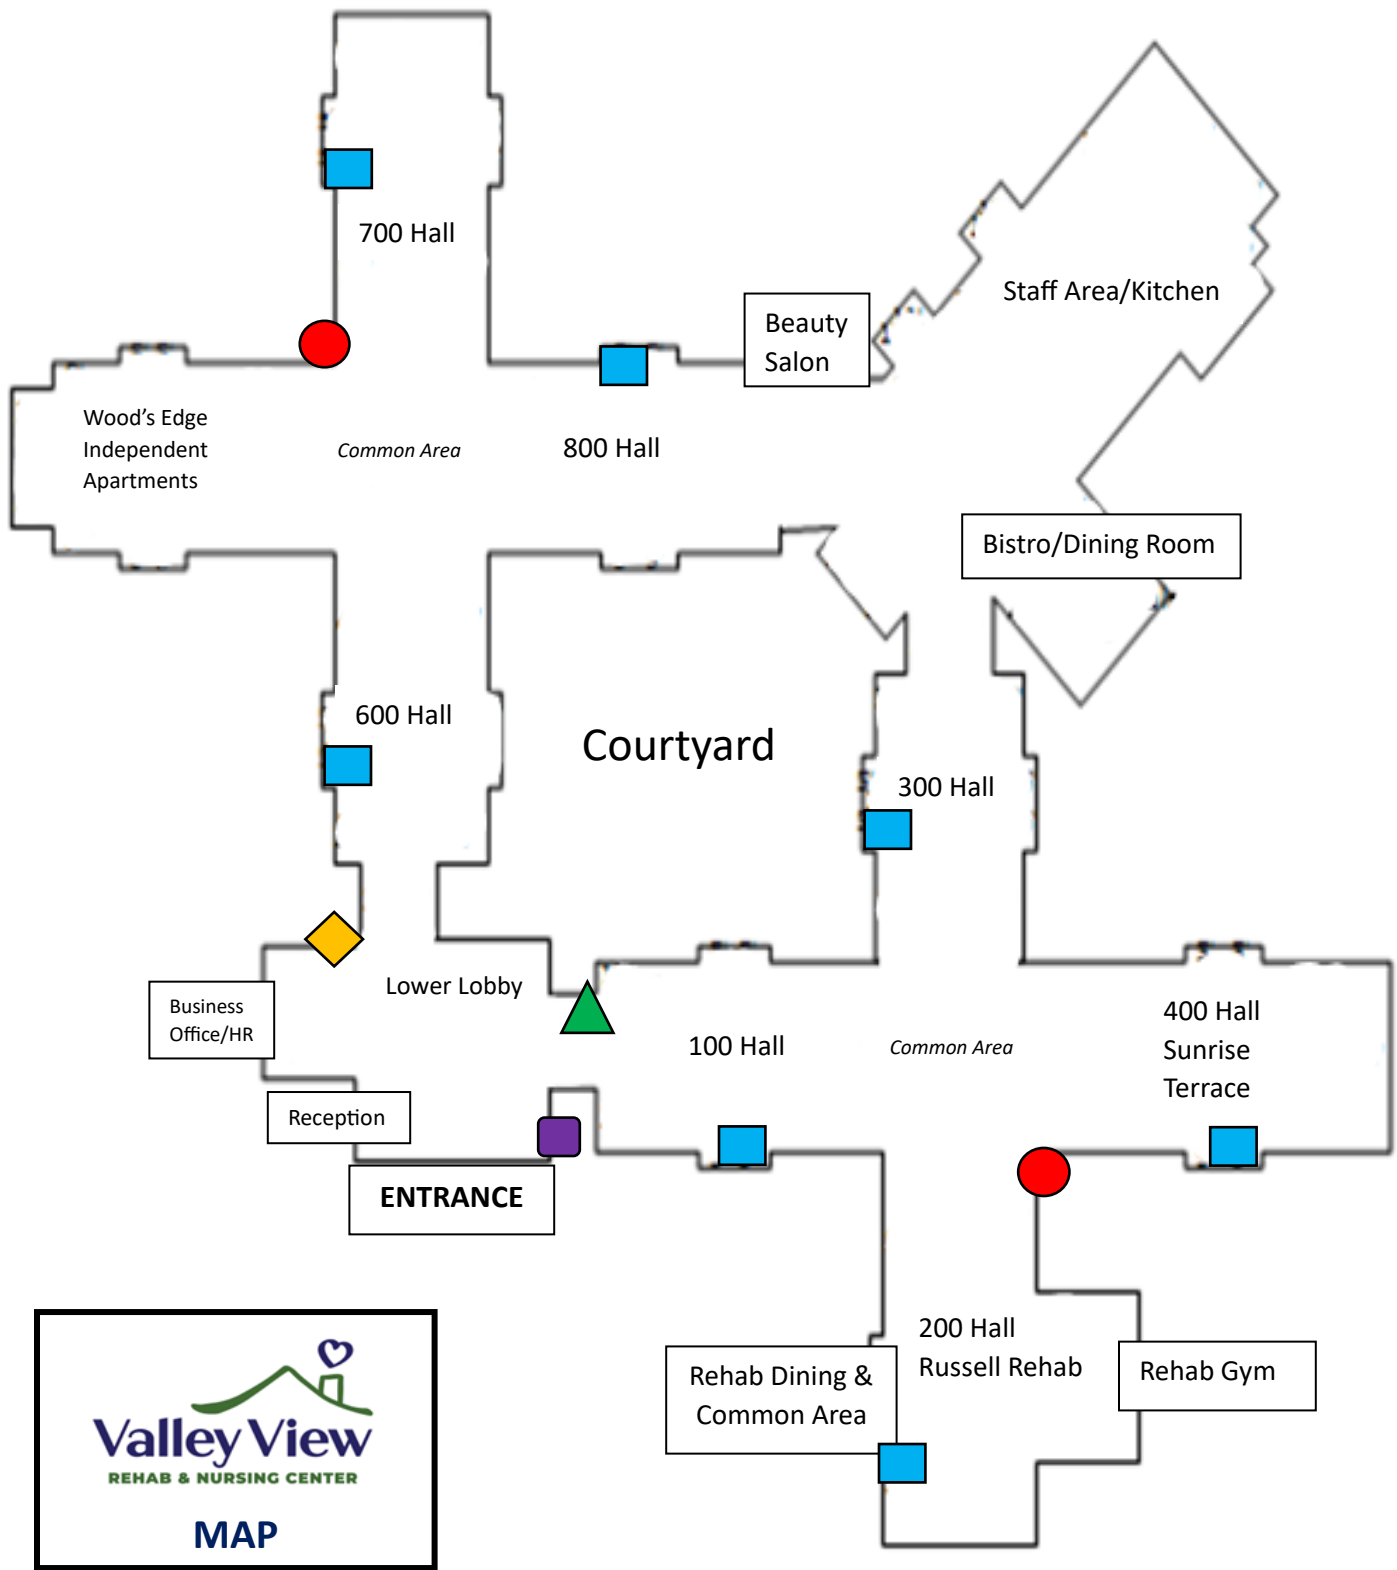 700 Hall
Staff Area/Kitchen
Beauty
Salon
Wood’s Edge
Independent
Apartments
Common Area
800 Hall
Bistro/Dining Room
600 Hall
Courtyard
300 Hall
Lower Lobby
Business
Office/HR
100 Hall
Common Area
400 Hall
Sunrise
Terrace
Reception
ENTRANCE
200 Hall
Russell Rehab
Rehab Dining &
Common Area
Rehab Gym
Valley View
REHAB & NURSING CENTER
MAP